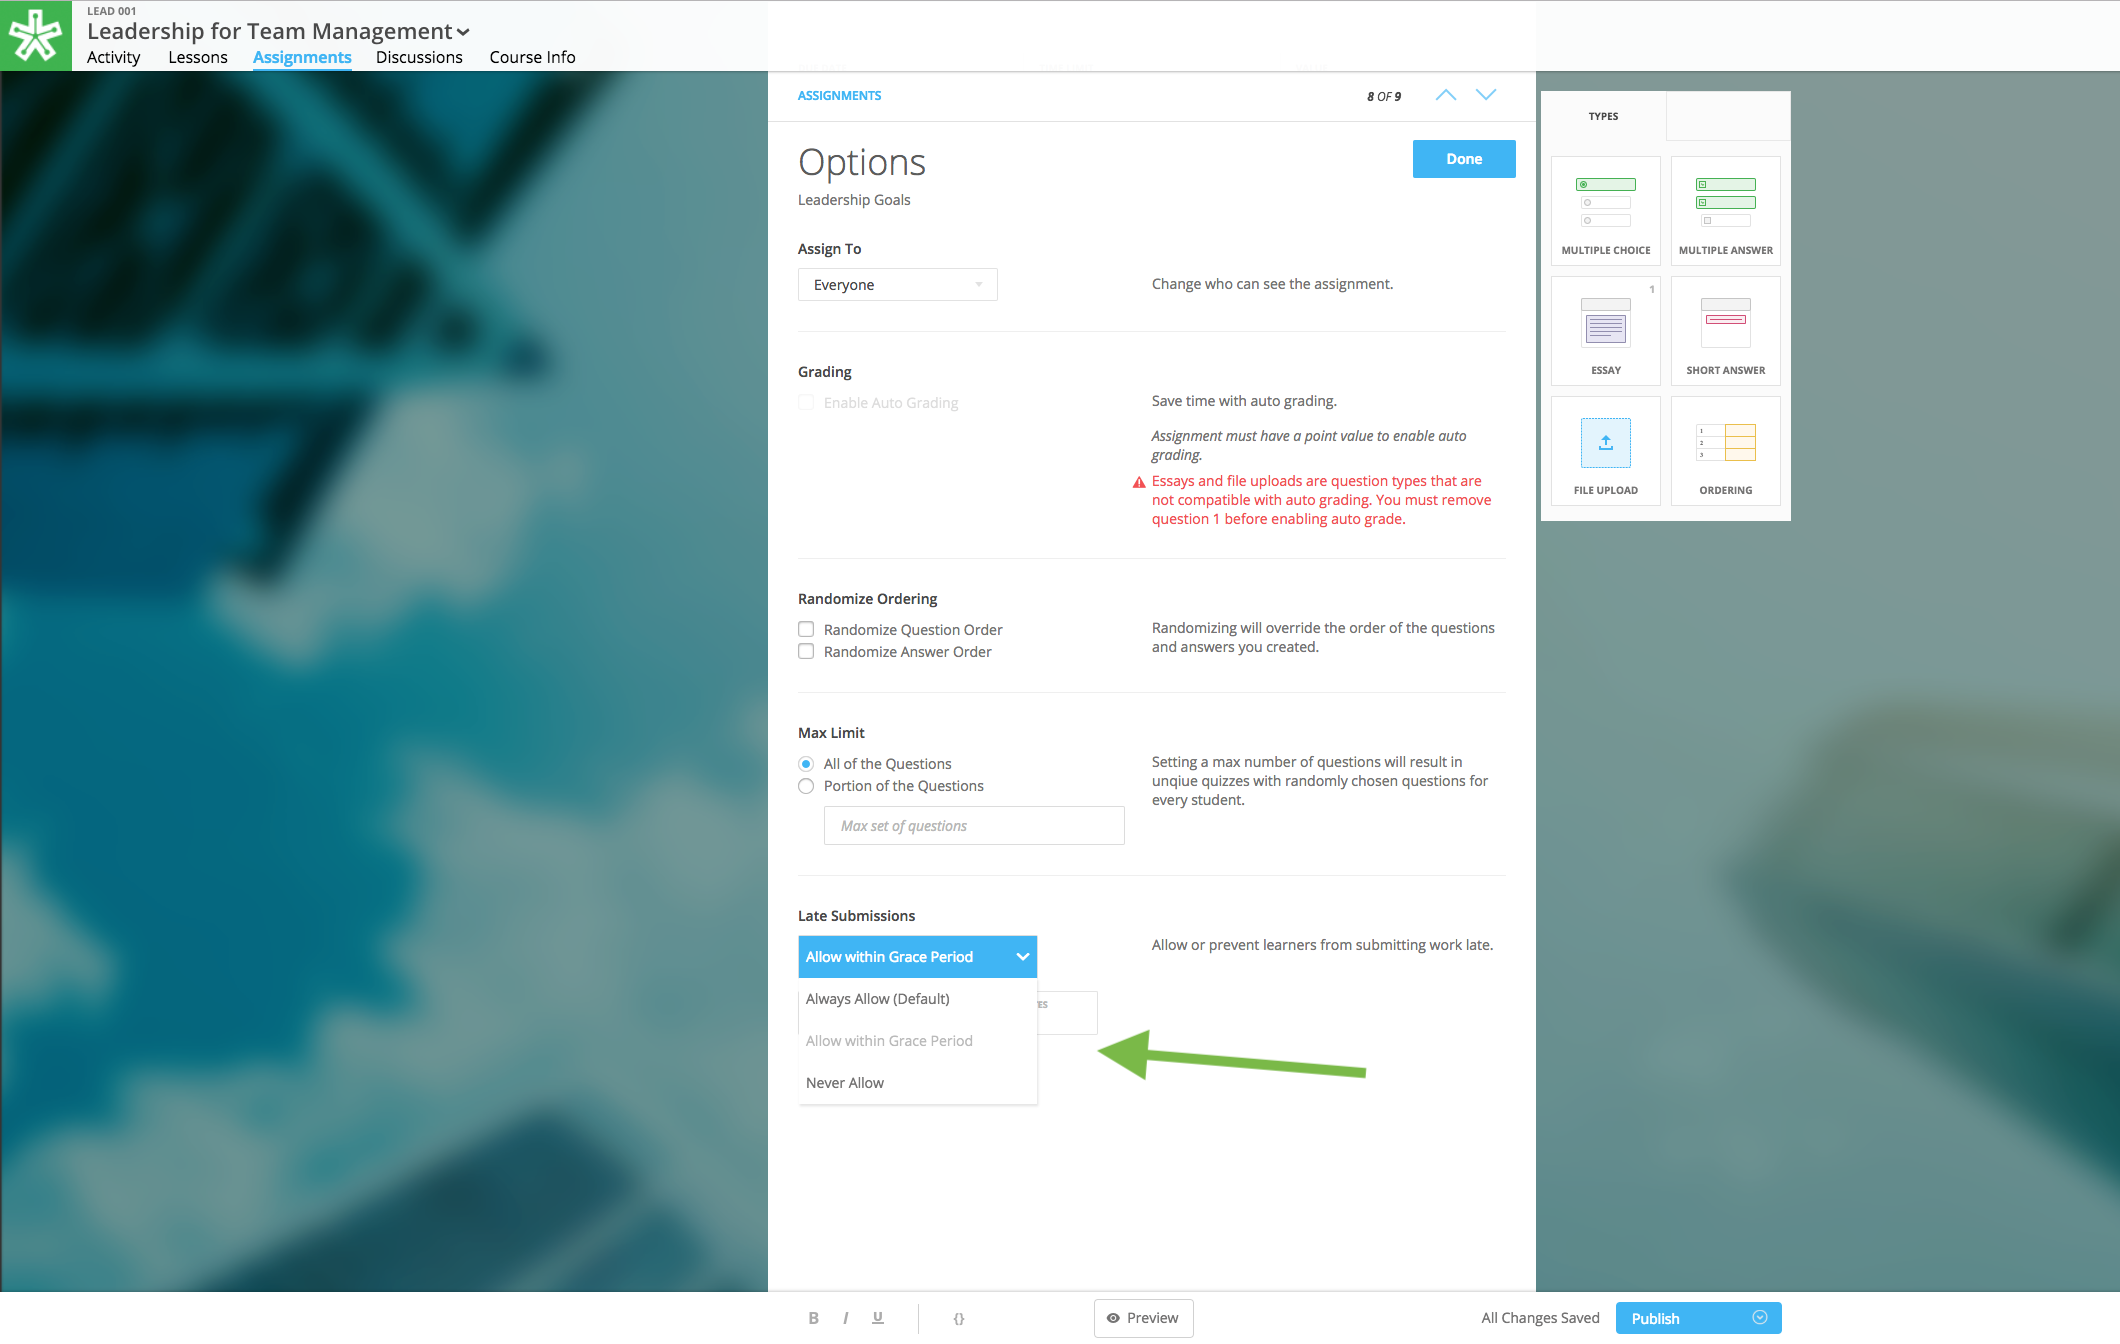 LEAD 001
Leadership for Team Management
Activity Lessons Assignments Discussions Course Info
ASSIGNMENTS
8 OF 9
Options
Done
Leadership Goals
Assign To
Everyone
Change who can see the assignment.
Grading
Enable Auto Grading
Save time with auto grading.
Assignment must have a point value to enable auto
grading.
Essays and file uploads are question types that are
not compatible with auto grading. You must remove
question 1 before enabling auto grade.
Randomize Ordering
Randomize Question Order
Randomize Answer Order
Randomizing will override the order of the questions
and answers you created.
Max Limit
All of the Questions
Portion of the Questions
Max set of questions
Setting a max number of questions will result in
unqiue quizzes with randomly chosen questions for
every student.
Late Submissions
Allow within Grace Period
Always Allow (Default)
Allow within Grace Period
Never Allow
ES
Allow or prevent learners from submitting work late.
TYPES
MULTIPLE CHOICE
MULTIPLE ANSWER
1
ESSAY
SHORT ANSWER
FILE UPLOAD
1
2
3
ORDERING
B I U {}
Preview
All Changes Saved
Publish